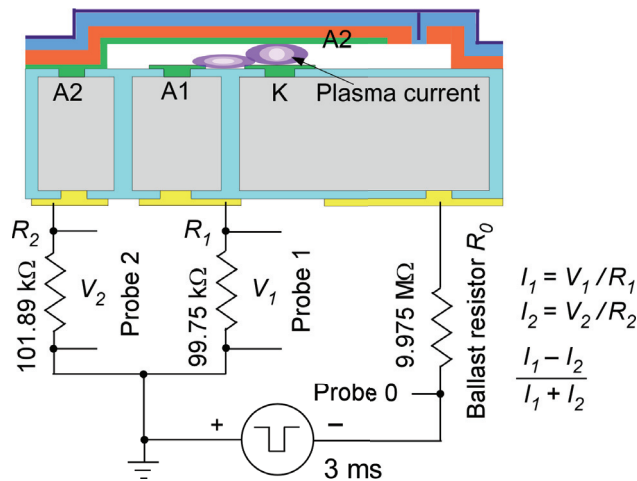 A2
Plasma current
A2
A1
K
R2
R1
101.89 kΩ
V2
Probe 2
99.75 kΩ
V1
Probe 1
9.975 MΩ
Ballast resistor R0
I1 = V1/R1
I2 = V2/R2
I1 – I2
I1 + I2
Probe 0
+
–
3 ms